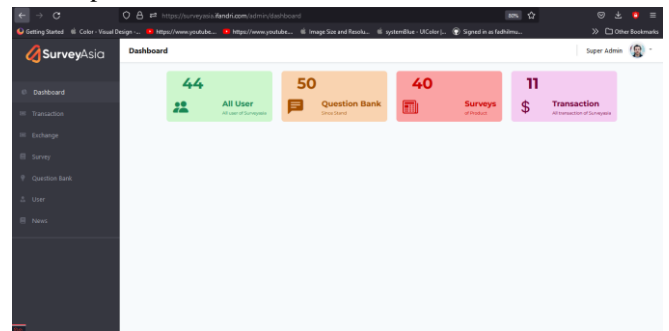 https://surveyasia.ifandri.com/admin/dashboard
80%
Getting Started
Color - Visual Design -...
https://www.youtube...
https://www.youtube...
Image Size and Resolu...
systemBlue - UIColor |...
Signed in as fadhilmu...
Other Bookmarks
SurveyAsia
Dashboard
Super Admin
Dashboard
Transaction
Exchange
Survey
Question Bank
User
News
44
All User
All user of Surveyasia
50
Question Bank
Since Stand
40
Surveys
of Product
11
Transaction
All transaction of Surveyasia